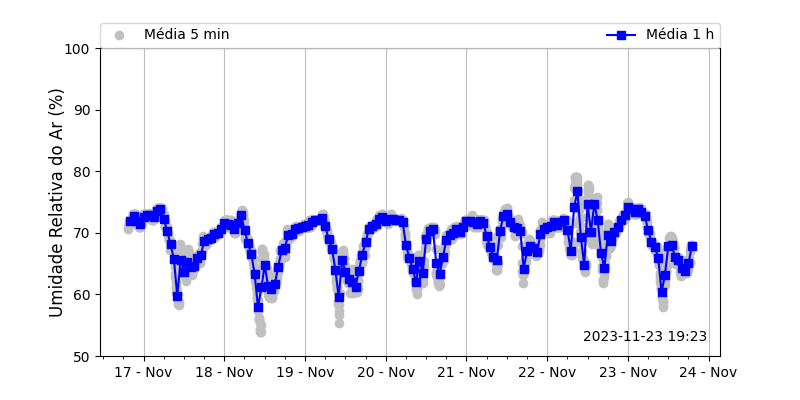 Média 5 min
Média 1 h
100
90
80
70
60
50
Umidade Relativa do Ar (%)
2023-11-23 19:23
17 - Nov
18 - Nov
19 - Nov
20 - Nov
21 - Nov
22 - Nov
23 - Nov
24 - Nov